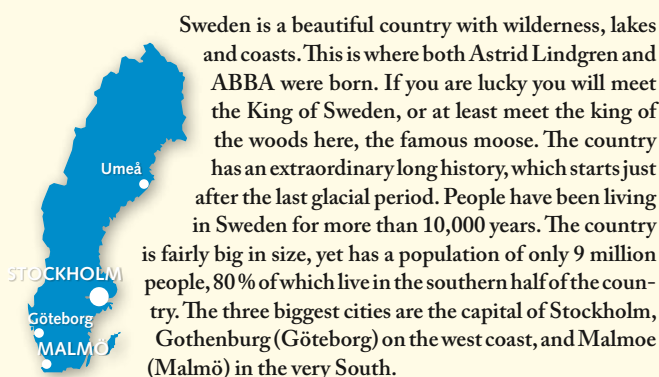 Sweden is a beautiful country with wilderness, lakes
and coasts. This is where both Astrid Lindgren and
ABBA were born. If you are lucky you will meet
the King of Sweden, or at least meet the king of
the woods here, the famous moose. The country
has an extraordinary long history, which starts just
after the last glacial period. People have been living
in Sweden for more than 10,000 years. The country
is fairly big in size, yet has a population of only 9 million
people, 80% of which live in the southern half of the coun-
try. The three biggest cities are the capital of Stockholm,
Gothenburg (Göteborg) on the west coast, and Malmoe
(Malmö) in the very South.
Umeå
STOCKHOLM
Göteborg
MALMÖ